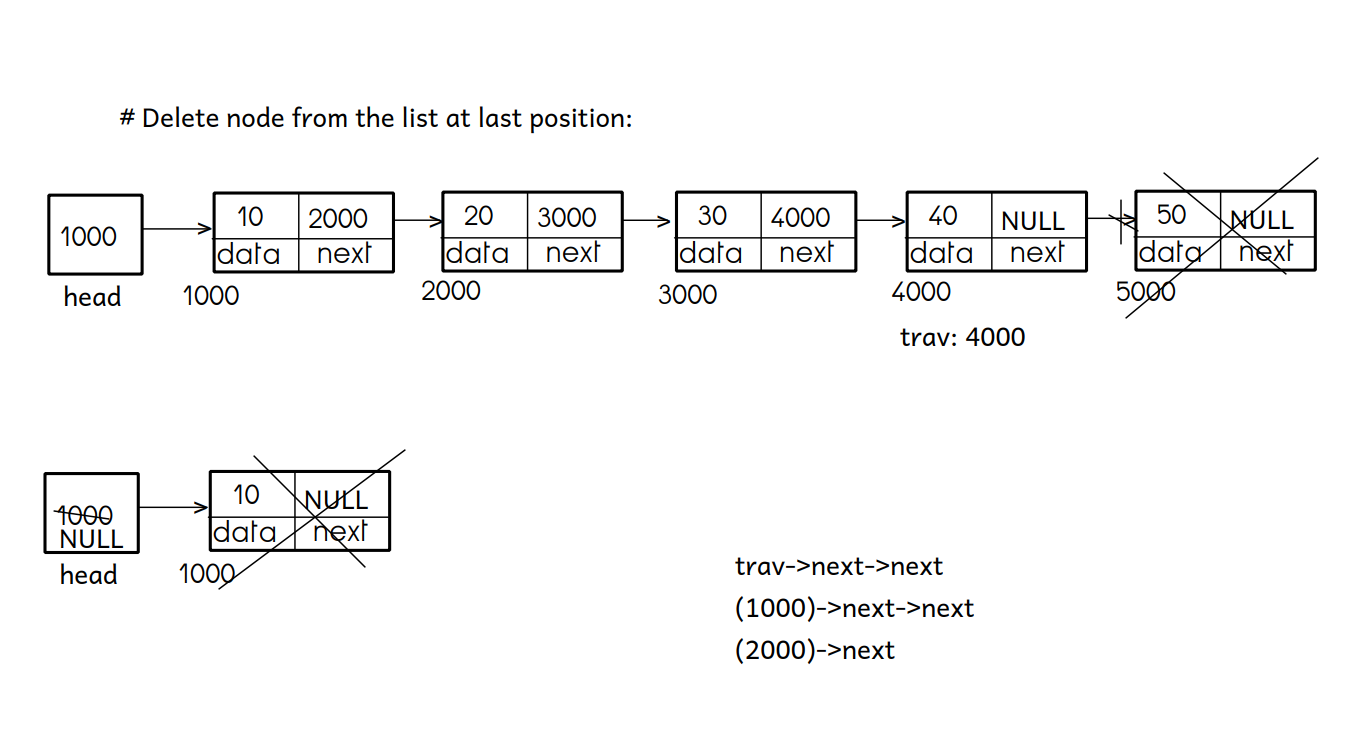 # Delete node from the list at last position:
1000 10 2000 20 3000 30 4000 40 NULL 50 NULL
data next data next data next data next data next
head 1000 2000 3000 4000 5000
trav: 4000
10 NULL
1000
NULL data next
head 1000
trav->next->next
(1000)->next->next
(2000)->next